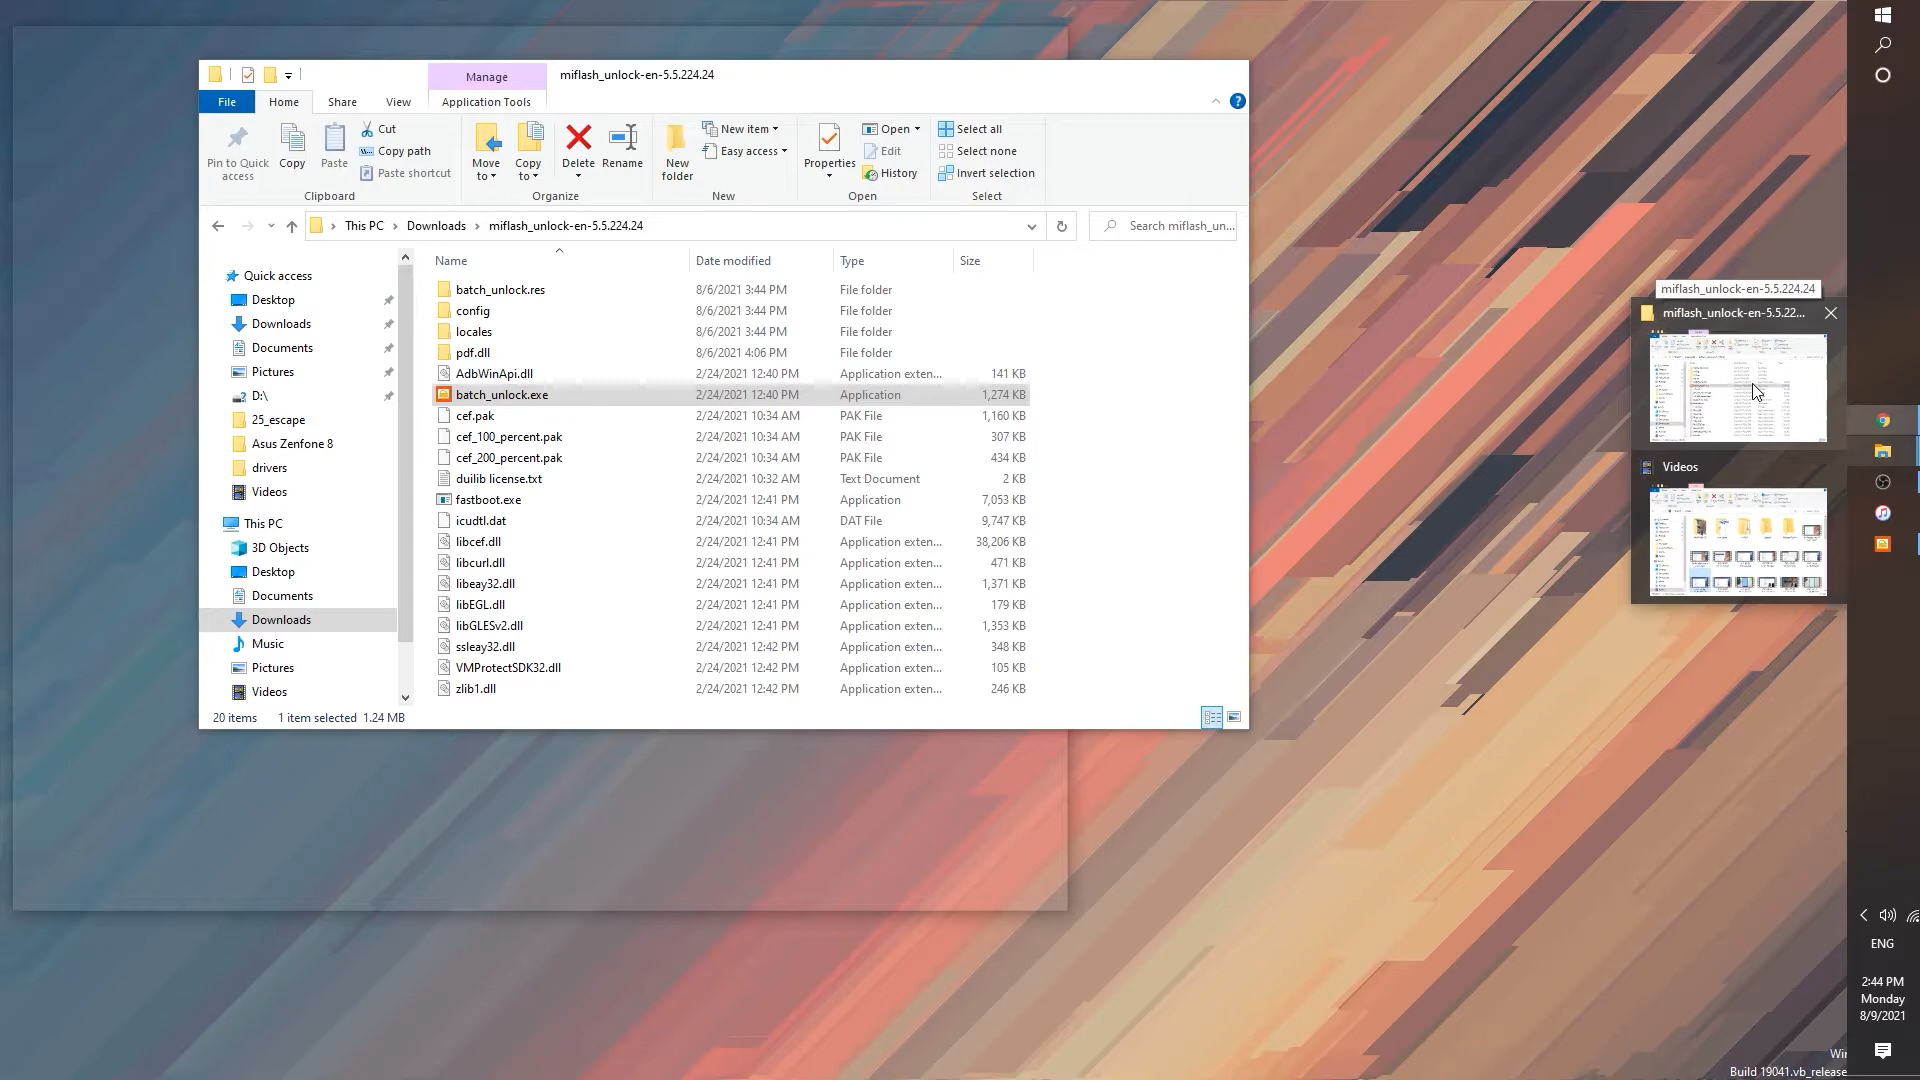 Manage
miflash_unlock-en-5.5.224.24
File
Home
Share
View
Application Tools
Pin to Quick access
Copy
Paste
Cut
Copy path
Paste shortcut
Clipboard
Move to
Copy to
Delete
Rename
Organize
New folder
New item
Easy access
New
Properties
Open
Edit
History
Open
Select all
Select none
Invert selection
Select
This PC
Downloads
miflash_unlock-en-5.5.224.24
Search miflash_un...
Quick access
Desktop
Downloads
Documents
Pictures
D:\
25_escape
Asus Zenfone 8
drivers
Videos
This PC
3D Objects
Desktop
Documents
Downloads
Music
Pictures
Videos
Name Date modified Type Size
batch_unlock.res 8/6/2021 3:44 PM File folder
config 8/6/2021 3:44 PM File folder
locales 8/6/2021 3:44 PM File folder
pdf.dll 8/6/2021 4:06 PM File folder
AdbWinApi.dll 2/24/2021 12:40 PM Application exten... 141 KB
batch_unlock.exe 2/24/2021 12:40 PM Application 1,274 KB
cef.pak 2/24/2021 10:34 AM PAK File 1,160 KB
cef_100_percent.pak 2/24/2021 10:34 AM PAK File 307 KB
cef_200_percent.pak 2/24/2021 10:34 AM PAK File 434 KB
duilib license.txt 2/24/2021 10:32 AM Text Document 2 KB
fastboot.exe 2/24/2021 12:41 PM Application 7,053 KB
icudtl.dat 2/24/2021 10:34 AM DAT File 9,747 KB
libcef.dll 2/24/2021 12:41 PM Application exten... 38,206 KB
libcurl.dll 2/24/2021 12:41 PM Application exten... 471 KB
libeay32.dll 2/24/2021 12:41 PM Application exten... 1,371 KB
libEGL.dll 2/24/2021 12:41 PM Application exten... 179 KB
libGLESv2.dll 2/24/2021 12:41 PM Application exten... 1,353 KB
ssleay32.dll 2/24/2021 12:42 PM Application exten... 348 KB
VMProtectSDK32.dll 2/24/2021 12:42 PM Application exten... 105 KB
zlib1.dll 2/24/2021 12:42 PM Application exten... 246 KB
20 items 1 item selected 1.24 MB
miflash_unlock-en-5.5.224.24
miflash_unlock-en-5.5.22...
Videos
ENG
2:44 PM
Monday
8/9/2021
Build 19041.vb_release